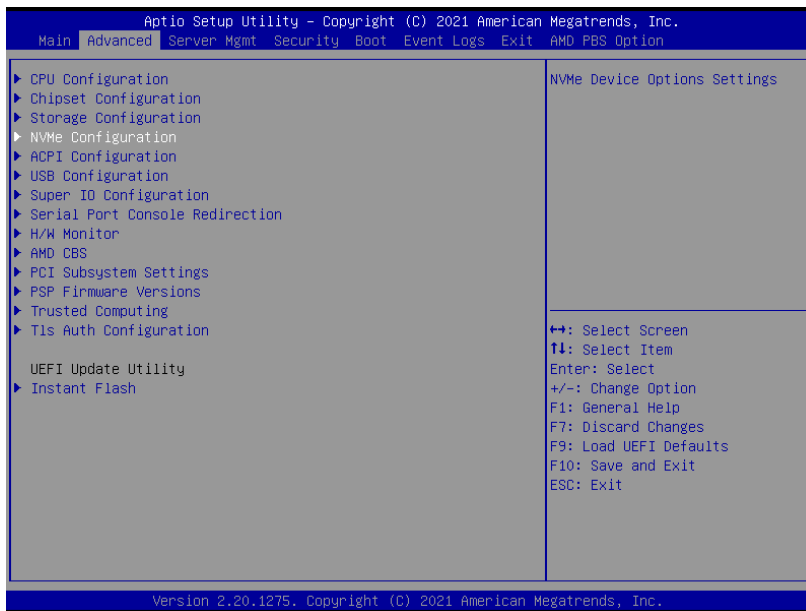 Aptio Setup Utility – Copyright (C) 2021 American Megatrends, Inc.
Main Advanced Server Mgmt Security Boot Event Logs Exit AMD PBS Option
CPU Configuration
Chipset Configuration
Storage Configuration
NVMe Configuration
ACPI Configuration
USB Configuration
Super IO Configuration
Serial Port Console Redirection
H/W Monitor
AMD CBS
PCI Subsystem Settings
PSP Firmware Versions
Trusted Computing
Tls Auth Configuration
UEFI Update Utility
Instant Flash
NVMe Device Options Settings
↔: Select Screen
↑↓: Select Item
Enter: Select
+/-: Change Option
F1: General Help
F7: Discard Changes
F9: Load UEFI Defaults
F10: Save and Exit
ESC: Exit
Version 2.20.1275. Copyright (C) 2021 American Megatrends, Inc.